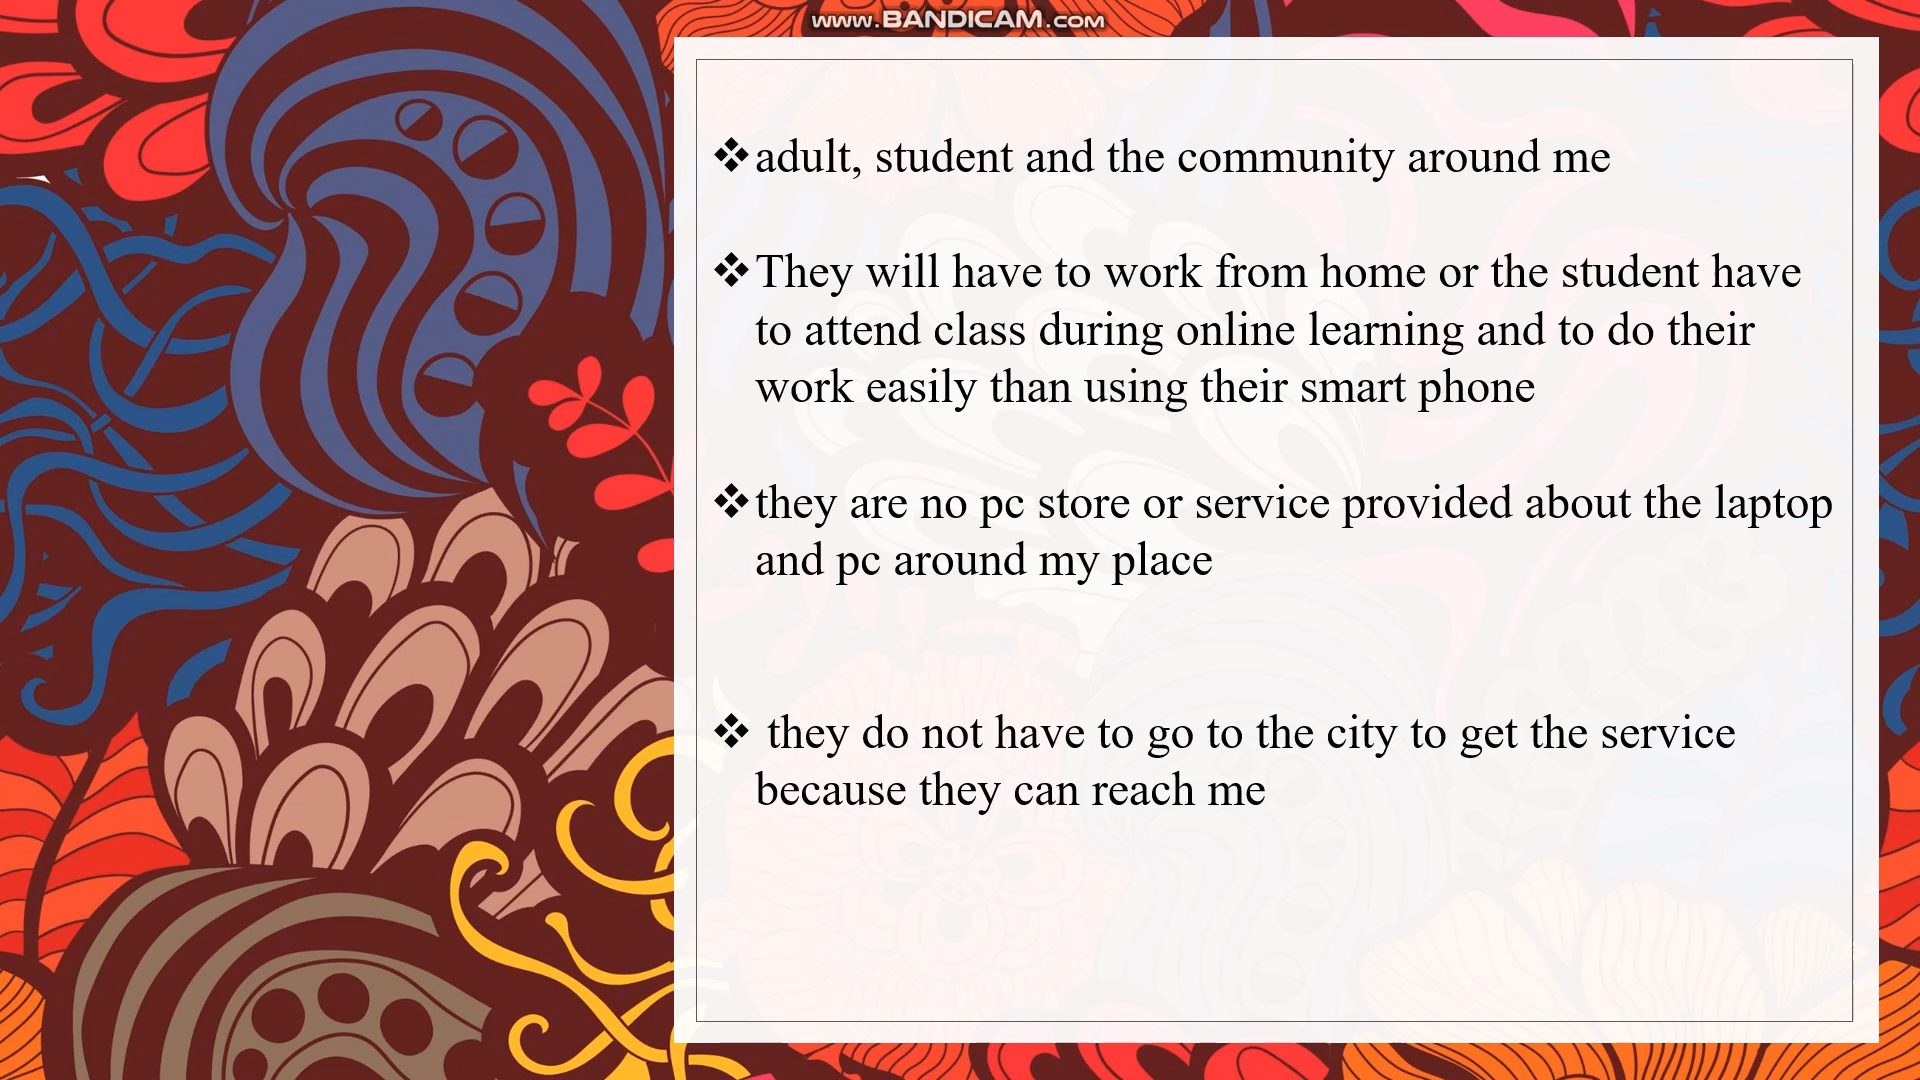 www.BANDICAM.com
❖adult, student and the community around me
❖They will have to work from home or the student have
to attend class during online learning and to do their
work easily than using their smart phone
❖they are no pc store or service provided about the laptop
and pc around my place
❖ they do not have to go to the city to get the service
because they can reach me